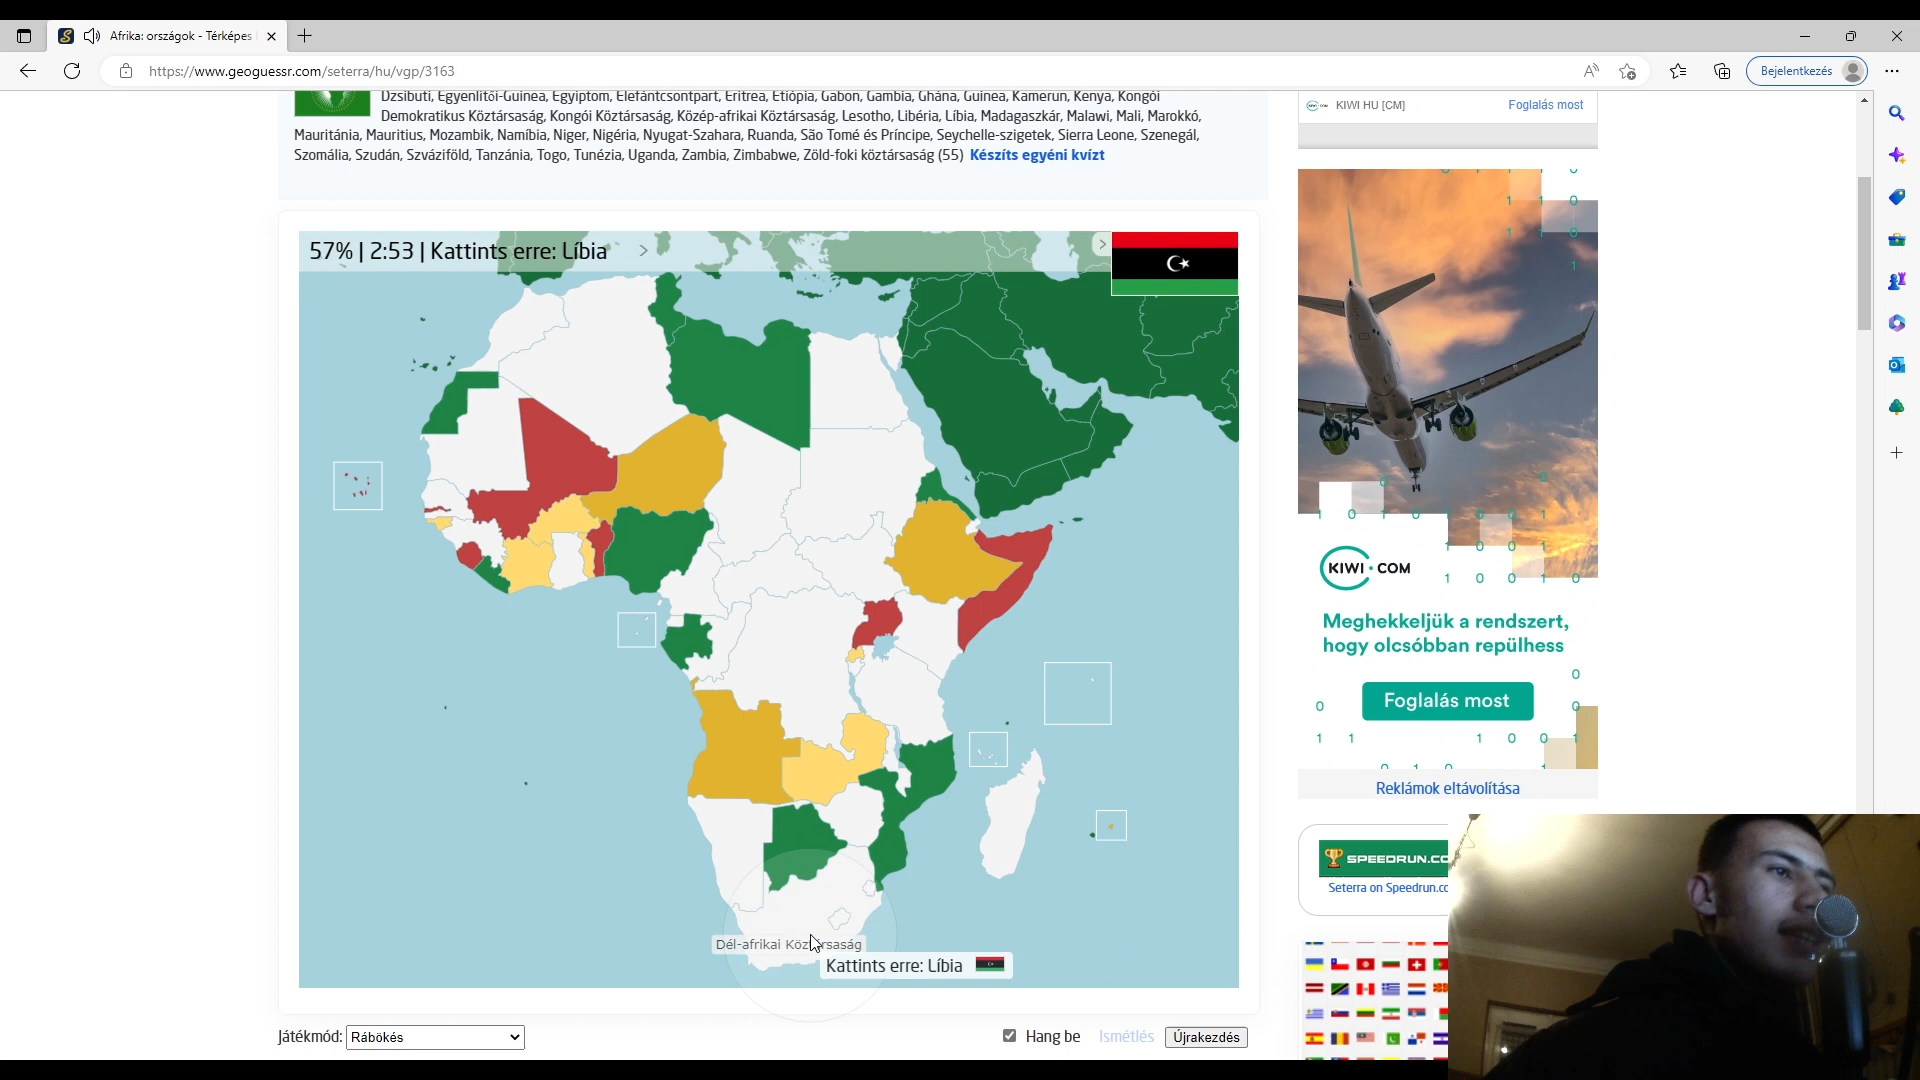 Afrika: országok - Térképes
https://www.geoguessr.com/seterra/hu/vgp/3163
Bejelentkezés
Dzsibuti, Egyenlítői-Guinea, Egyiptom, Elefántcsontpart, Eritrea, Etiópia, Gabon, Gambia, Ghána, Guinea, Kamerun, Kenya, Kongói
Demokratikus Köztársaság, Kongói Köztársaság, Közép-afrikai Köztársaság, Lesotho, Libéria, Líbia, Madagaszkár, Malawi, Mali, Marokkó,
Mauritánia, Mauritius, Mozambik, Namíbia, Niger, Nigéria, Nyugat-Szahara, Ruanda, São Tomé és Príncipe, Seychelle-szigetek, Sierra Leone, Szenegál,
Szomália, Szudán, Szváziföld, Tanzánia, Togo, Tunézia, Uganda, Zambia, Zimbabwe, Zöld-foki köztársaság (55) Készíts egyéni kvízt
KIWI HU [CM]
Foglalás most
57% | 2:53 | Kattints erre: Líbia
KIWI.COM
Meghekkeljük a rendszert,
hogy olcsóbban repülhess
Foglalás most
Reklámok eltávolítása
SPEEDRUN.CO
Seterra on Speedrun.co
Dél-afrikai Köztársaság
Kattints erre: Líbia
Játékmód: Rábökés
Hang be
Ismétlés
Újrakezdés